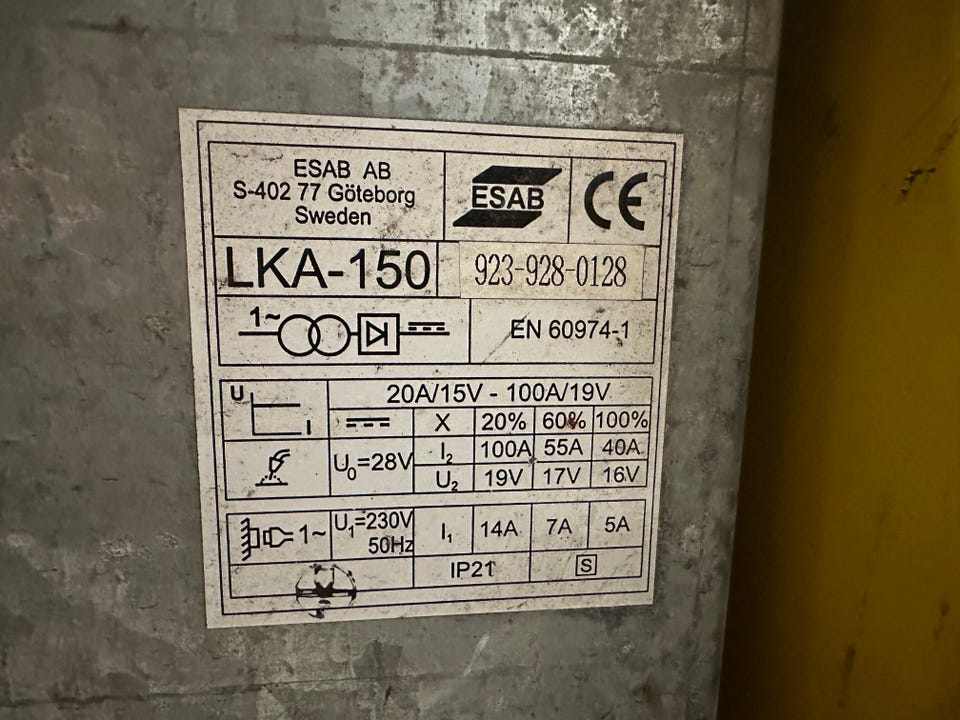 ESAB AB
S-402 77 Göteborg
Sweden
ESAB
CE
LKA-150
923-928-0128
1~
EN 60974-1
U
I
20A/15V - 100A/19V
X 20% 60% 100%
U₀=28V
I₂ 100A 55A 40A
U₂ 19V 17V 16V
1~
U₁=230V
50Hz
I₁ 14A 7A 5A
IP21
S